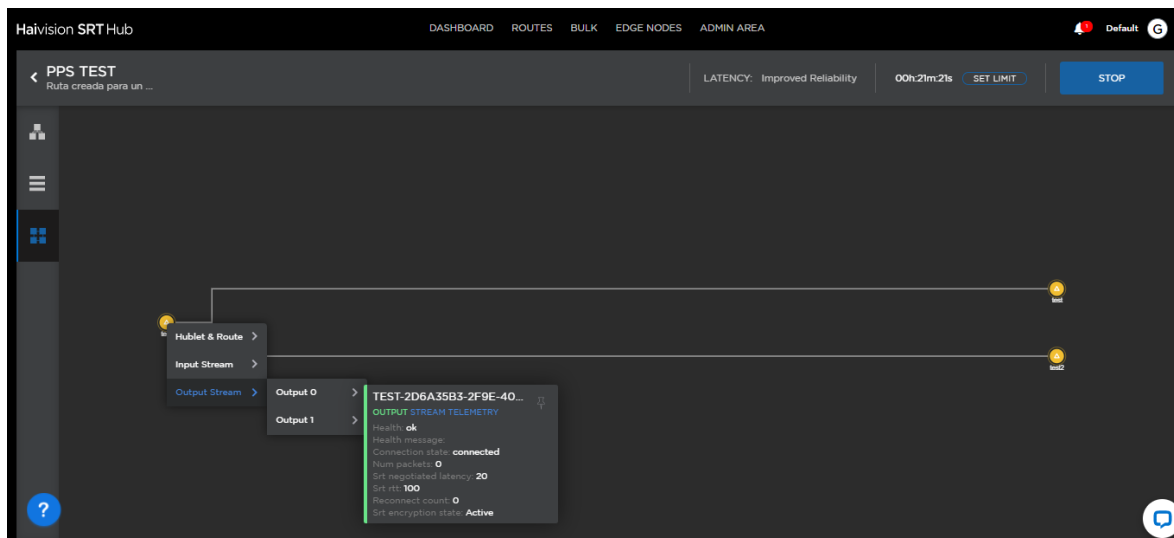 Haivision SRT Hub
DASHBOARD ROUTES BULK EDGE NODES ADMIN AREA
1
Default G
PPS TEST
Ruta creada para un ...
LATENCY: Improved Reliability
00h:21m:21s SET LIMIT
STOP
test
test2
Hublet & Route
Input Stream
Output Stream
Output 0
Output 1
TEST-2D6A35B3-2F9E-40...
OUTPUT STREAM TELEMETRY
Health: ok
Health message:
Connection state: connected
Num packets: 0
Srt negotiated latency: 20
Srt rtt: 100
Reconnect count: 0
Srt encryption state: Active
?